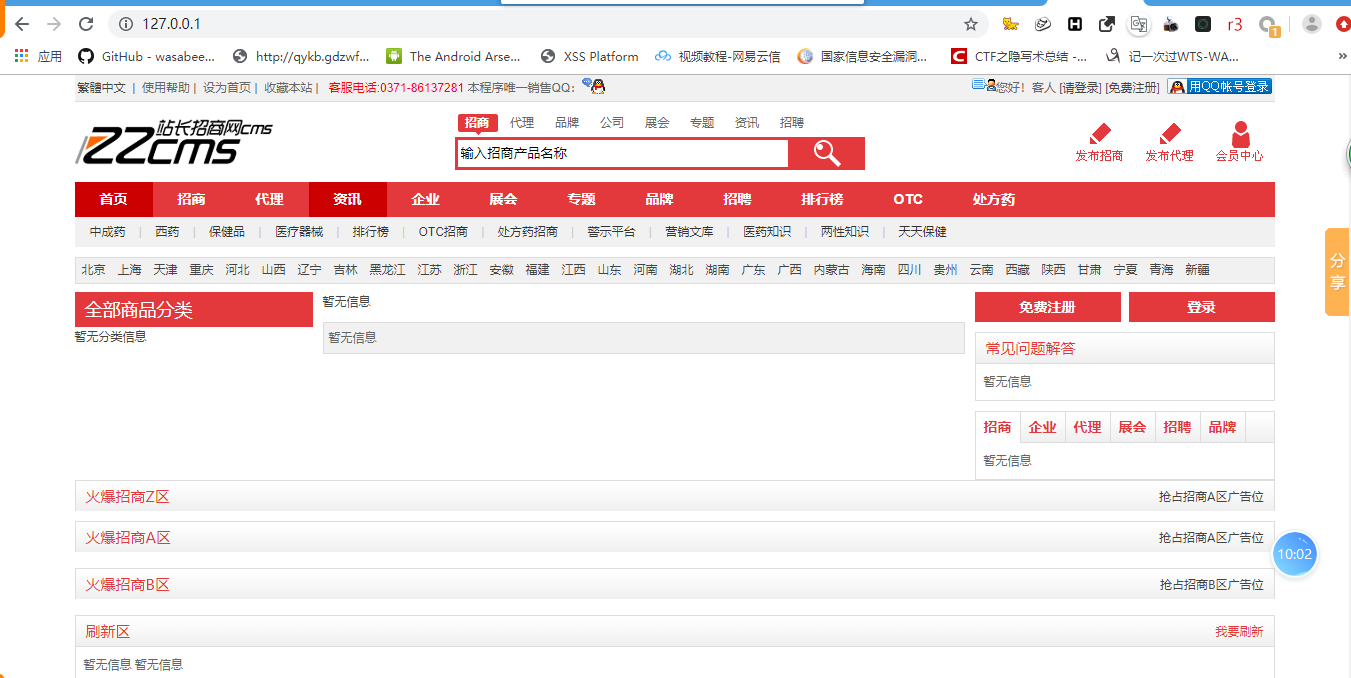 127.0.0.1
r3
1
应用 GitHub - wasabee... http://qykb.gdzwf... The Android Arse... XSS Platform 视频教程-网易云信 国家信息安全漏洞... CTF之隐写术总结 -... 记一次过WTS-WA... »
繁體中文 | 使用帮助 | 设为首页 | 收藏本站 | 客服电话:0371-86137281 本程序唯一销售QQ: 您好！客人 [请登录] [免费注册] 用QQ帐号登录
站长招商网cms
ZZcms
招商 代理 品牌 公司 展会 专题 资讯 招聘
输入招商产品名称
发布招商 发布代理 会员中心
首页 招商 代理 资讯 企业 展会 专题 品牌 招聘 排行榜 OTC 处方药
中成药 | 西药 | 保健品 | 医疗器械 | 排行榜 | OTC招商 | 处方药招商 | 警示平台 | 营销文库 | 医药知识 | 两性知识 | 天天保健
北京 上海 天津 重庆 河北 山西 辽宁 吉林 黑龙江 江苏 浙江 安徽 福建 江西 山东 河南 湖北 湖南 广东 广西 内蒙古 海南 四川 贵州 云南 西藏 陕西 甘肃 宁夏 青海 新疆
分享
全部商品分类
暂无分类信息
暂无信息
暂无信息
免费注册 登录
常见问题解答
暂无信息
招商 企业 代理 展会 招聘 品牌
暂无信息
火爆招商Z区 抢占招商A区广告位
火爆招商A区 抢占招商A区广告位
10:02
火爆招商B区 抢占招商B区广告位
刷新区 我要刷新
暂无信息 暂无信息